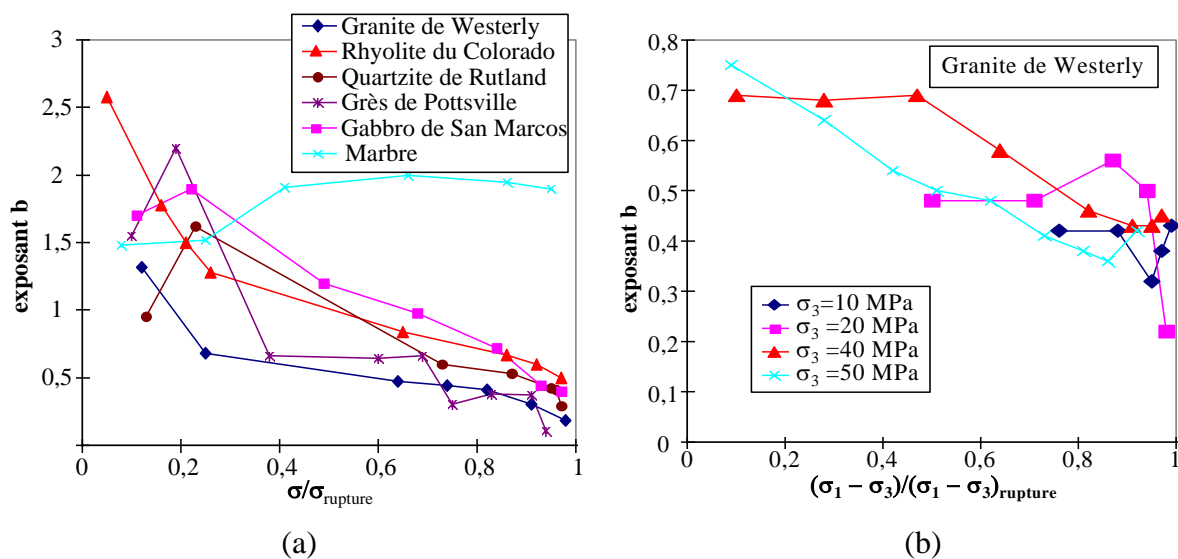 Granite de Westerly
Rhyolite du Colorado
Quartzite de Rutland
Grès de Pottsville
Gabbro de San Marcos
Marbre
3
2,5
2
1,5
1
0,5
0
0,2
0,4
0,6
0,8
1
exposant b
σ/σrupture
(a)
Granite de Westerly
0,8
0,7
0,6
0,5
0,4
0,3
0,2
0,1
0
σ3=10 MPa
σ3=20 MPa
σ3 =40 MPa
σ3 =50 MPa
0
0,2
0,4
0,6
0,8
1
exposant b
(σ1 − σ3)/(σ1 − σ3)rupture
(b)